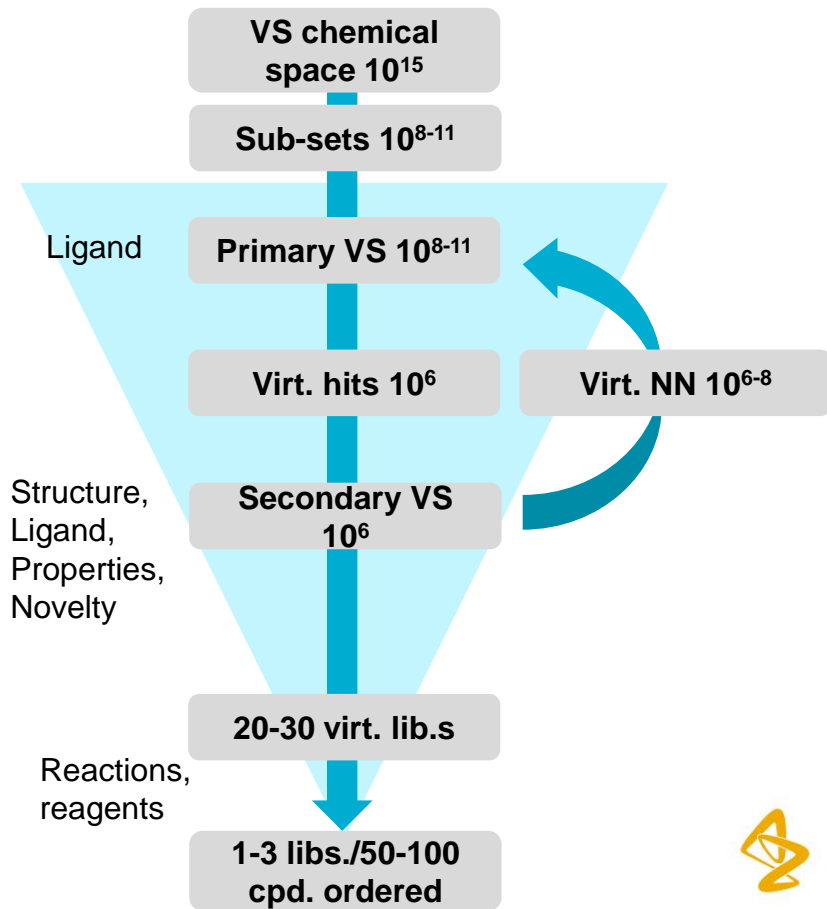 VS chemical
space 10¹⁵
Sub-sets 10⁸⁻¹¹
Ligand
Primary VS 10⁸⁻¹¹
Virt. hits 10⁶
Virt. NN 10⁶⁻⁸
Structure,
Ligand,
Properties,
Novelty
Secondary VS
10⁶
20-30 virt. lib.s
Reactions,
reagents
1-3 libs./50-100
cpd. ordered